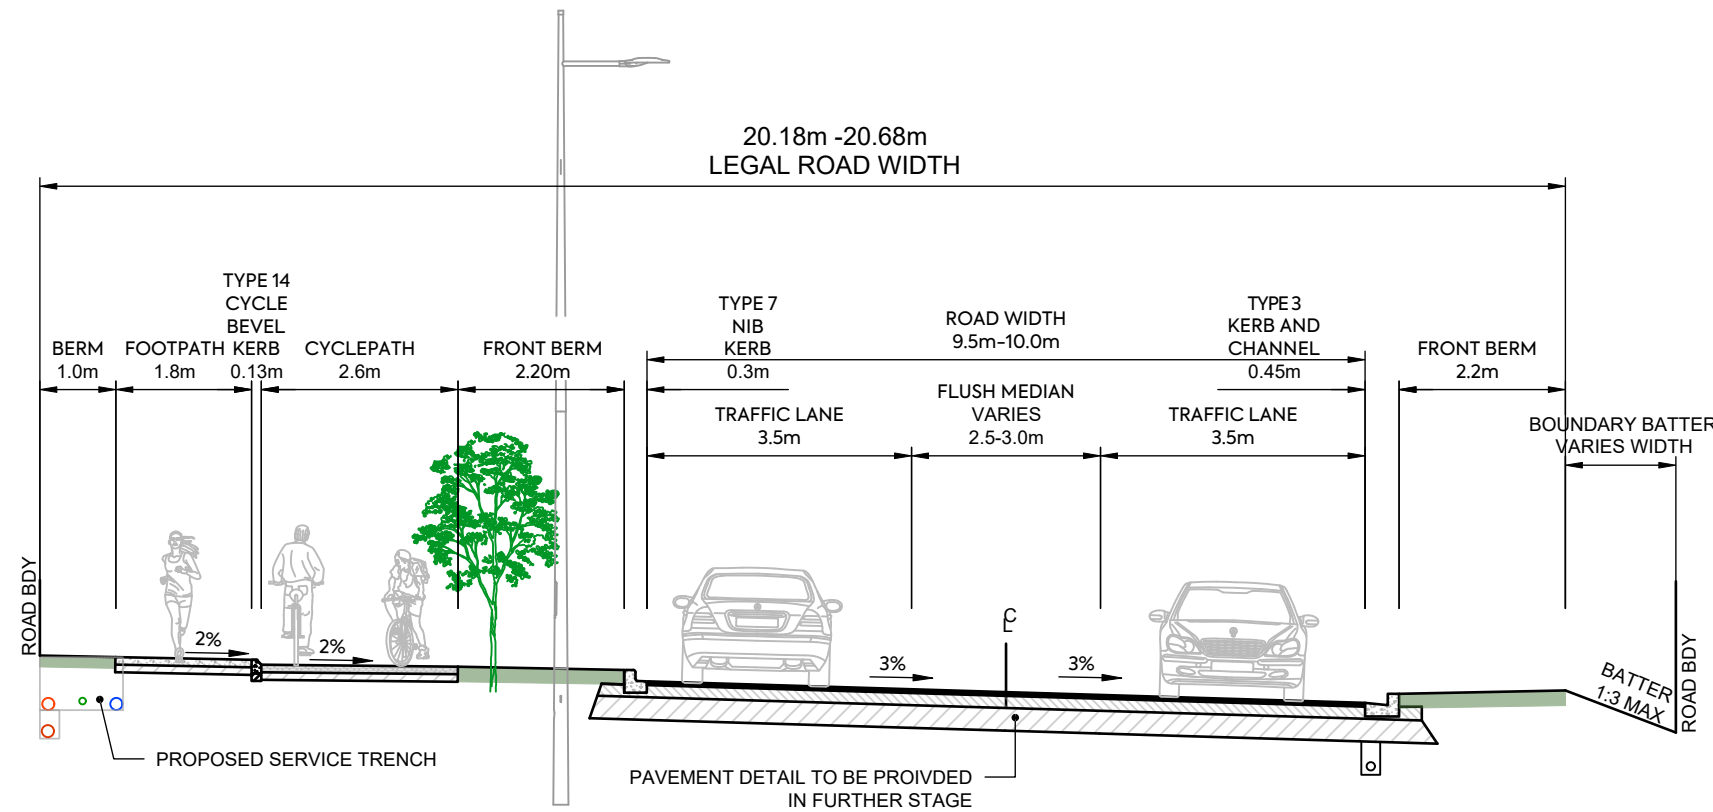 20.18m -20.68m
LEGAL ROAD WIDTH
TYPE 14
CYCLE
BEVEL
KERB
0.13m
BERM
1.0m
FOOTPATH
1.8m
CYCLEPATH
2.6m
FRONT BERM
2.20m
TYPE 7
NIB
KERB
0.3m
ROAD WIDTH
9.5m-10.0m
TYPE 3
KERB AND
CHANNEL
0.45m
FRONT BERM
2.2m
TRAFFIC LANE
3.5m
FLUSH MEDIAN
VARIES
2.5-3.0m
TRAFFIC LANE
3.5m
BOUNDARY BATTER
VARIES WIDTH
ROAD BDY
2%
2%
3%
CL
3%
BATTER
1:3 MAX
ROAD BDY
PROPOSED SERVICE TRENCH
PAVEMENT DETAIL TO BE PROIVDED
IN FURTHER STAGE